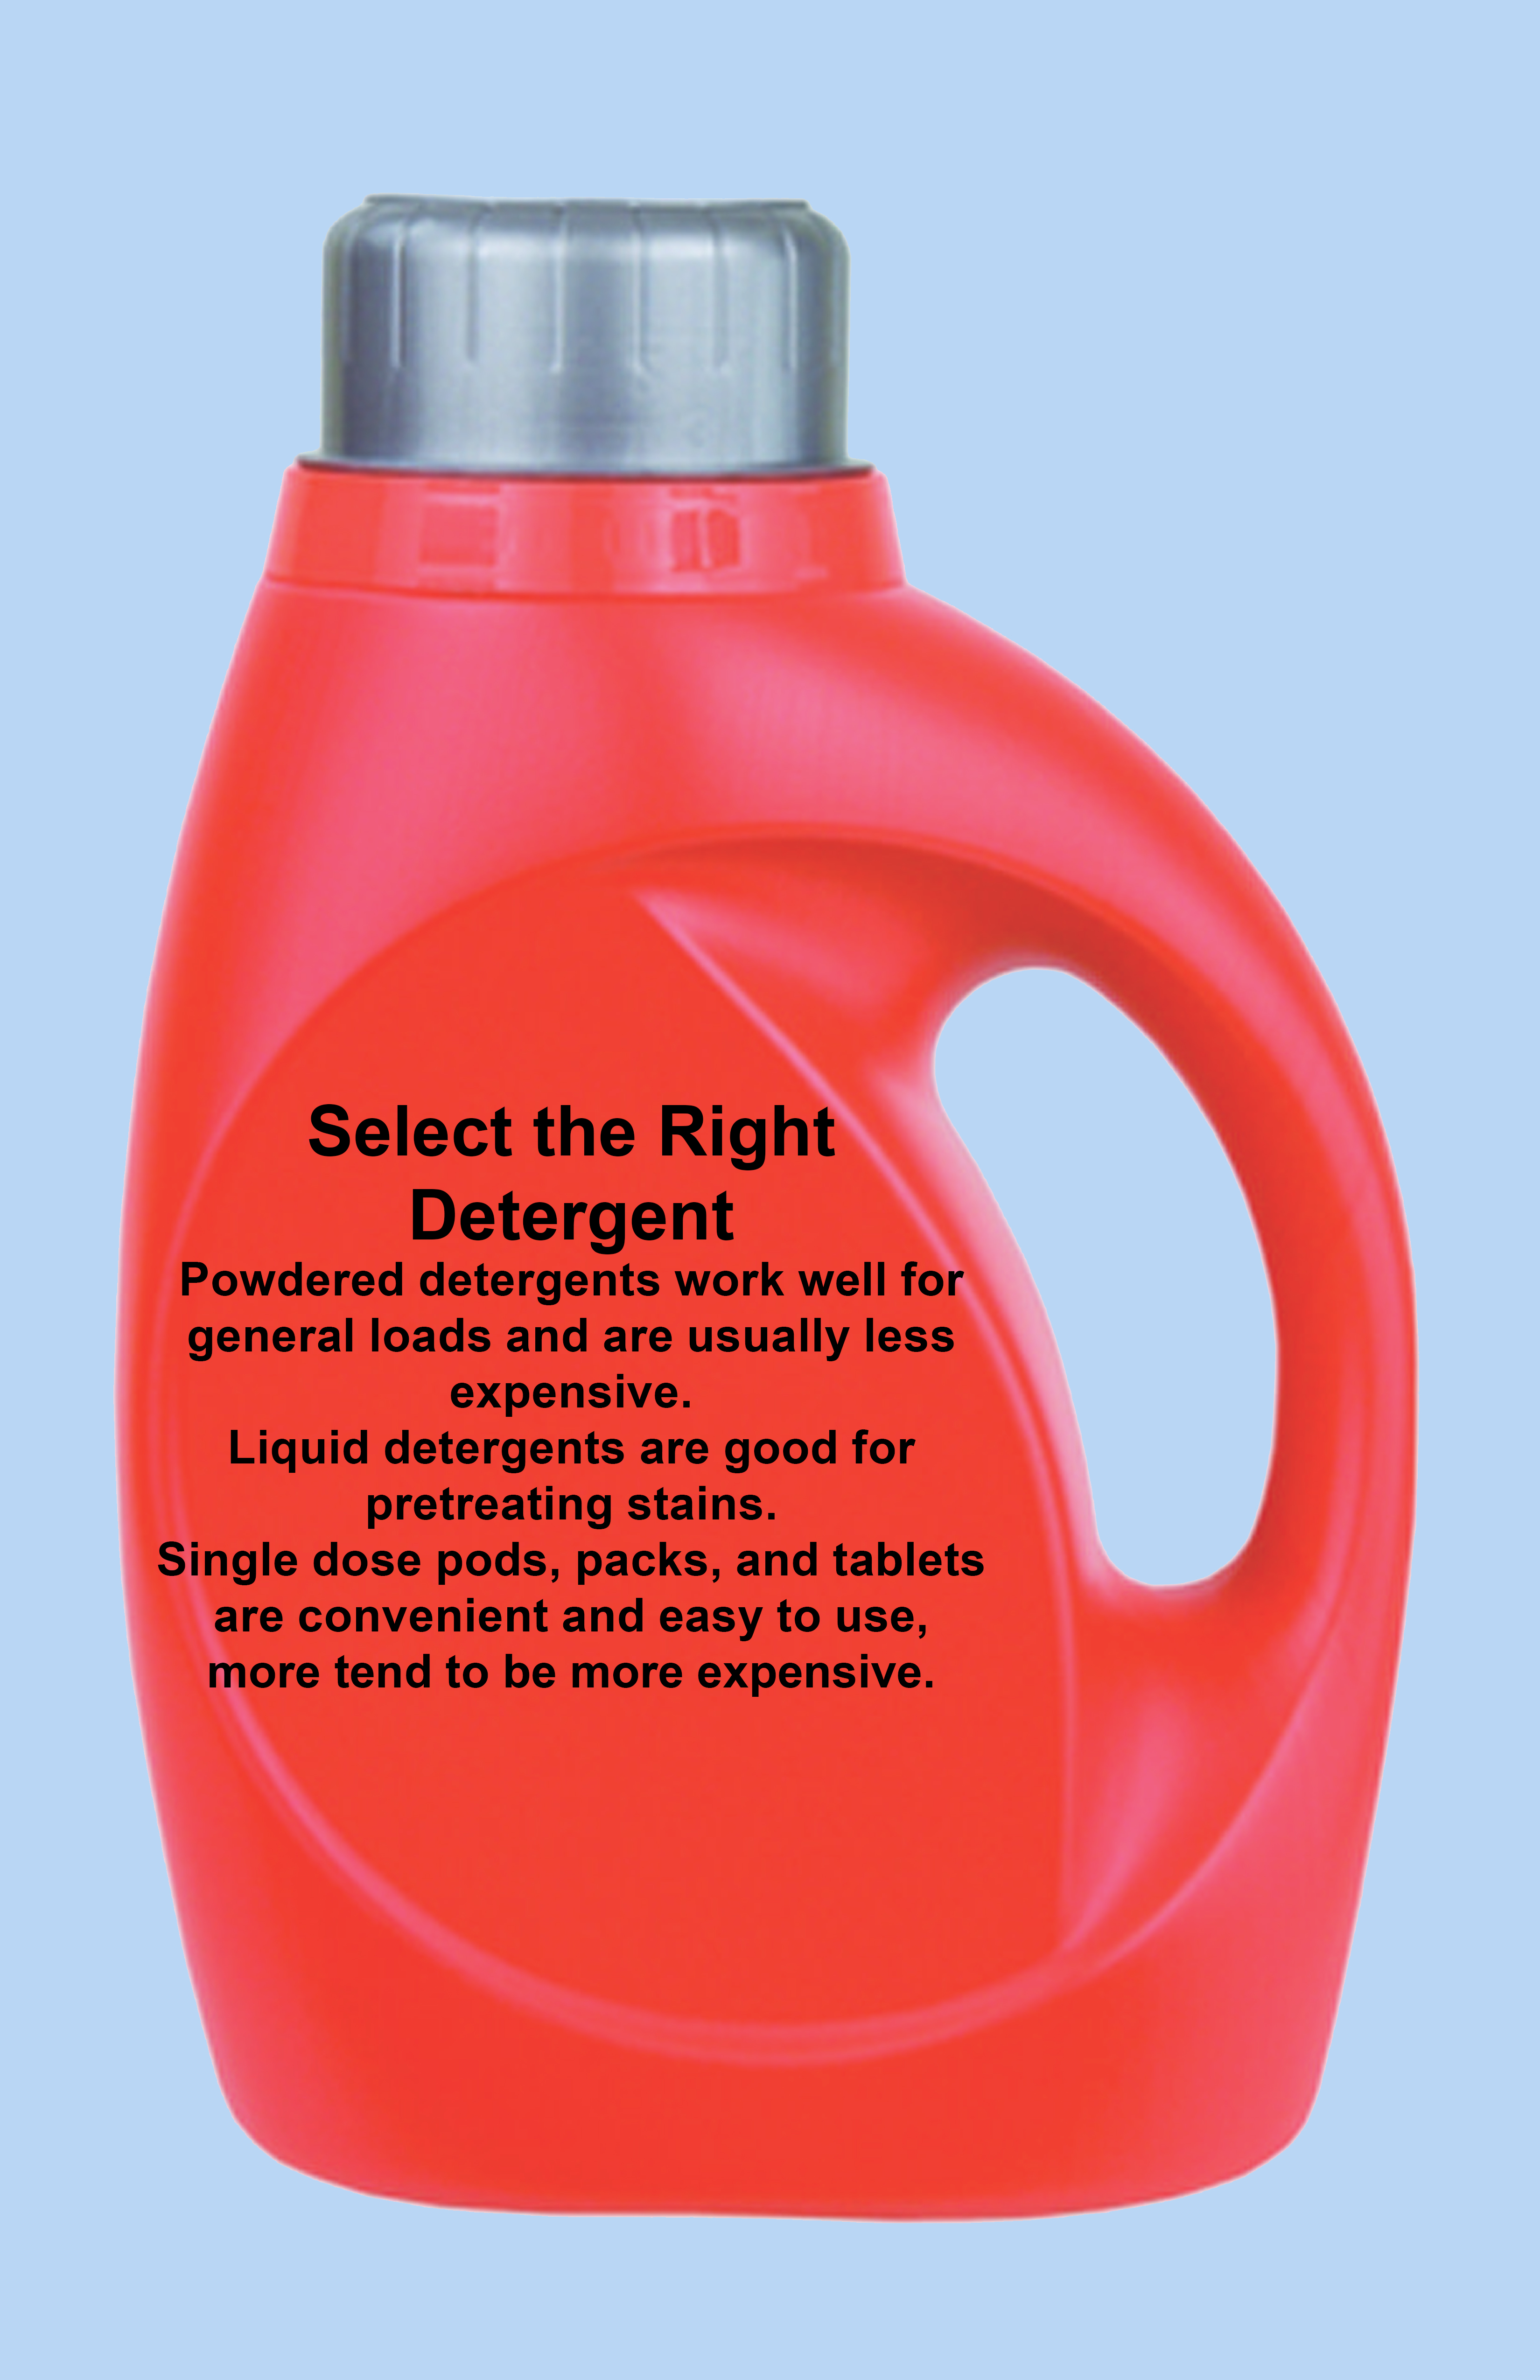 Select the Right
Detergent
Powdered detergents work well for
general loads and are usually less
expensive.
Liquid detergents are good for
pretreating stains.
Single dose pods, packs, and tablets
are convenient and easy to use,
more tend to be more expensive.